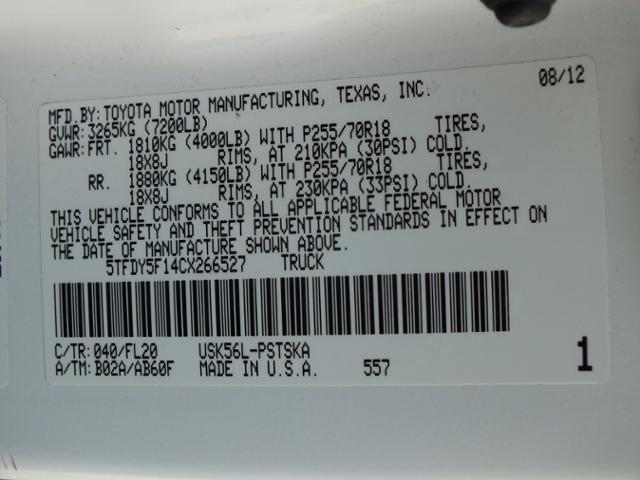 08/12
MFD.BY: TOYOTA MOTOR MANUFACTURING, TEXAS, INC.
GVWR: 3265KG (7200LB)
GAWR: FRT. 1810KG (4000LB) WITH P255/70R18 TIRES,
18X8J RIMS, AT 210KPA (30PSI) COLD.
RR. 1880KG (4150LB) WITH P255/70R18 TIRES,
18X8J RIMS, AT 230KPA (33PSI) COLD.
THIS VEHICLE CONFORMS TO ALL APPLICABLE FEDERAL MOTOR
VEHICLE SAFETY AND THEFT PREVENTION STANDARDS IN EFFECT ON
THE DATE OF MANUFACTURE SHOWN ABOVE.
5TFDY5F14CX266527 TRUCK
C/TR: 040/FL20 USK56L-PSTSKA
A/TM: B02A/AB60F MADE IN U.S.A. 557 1